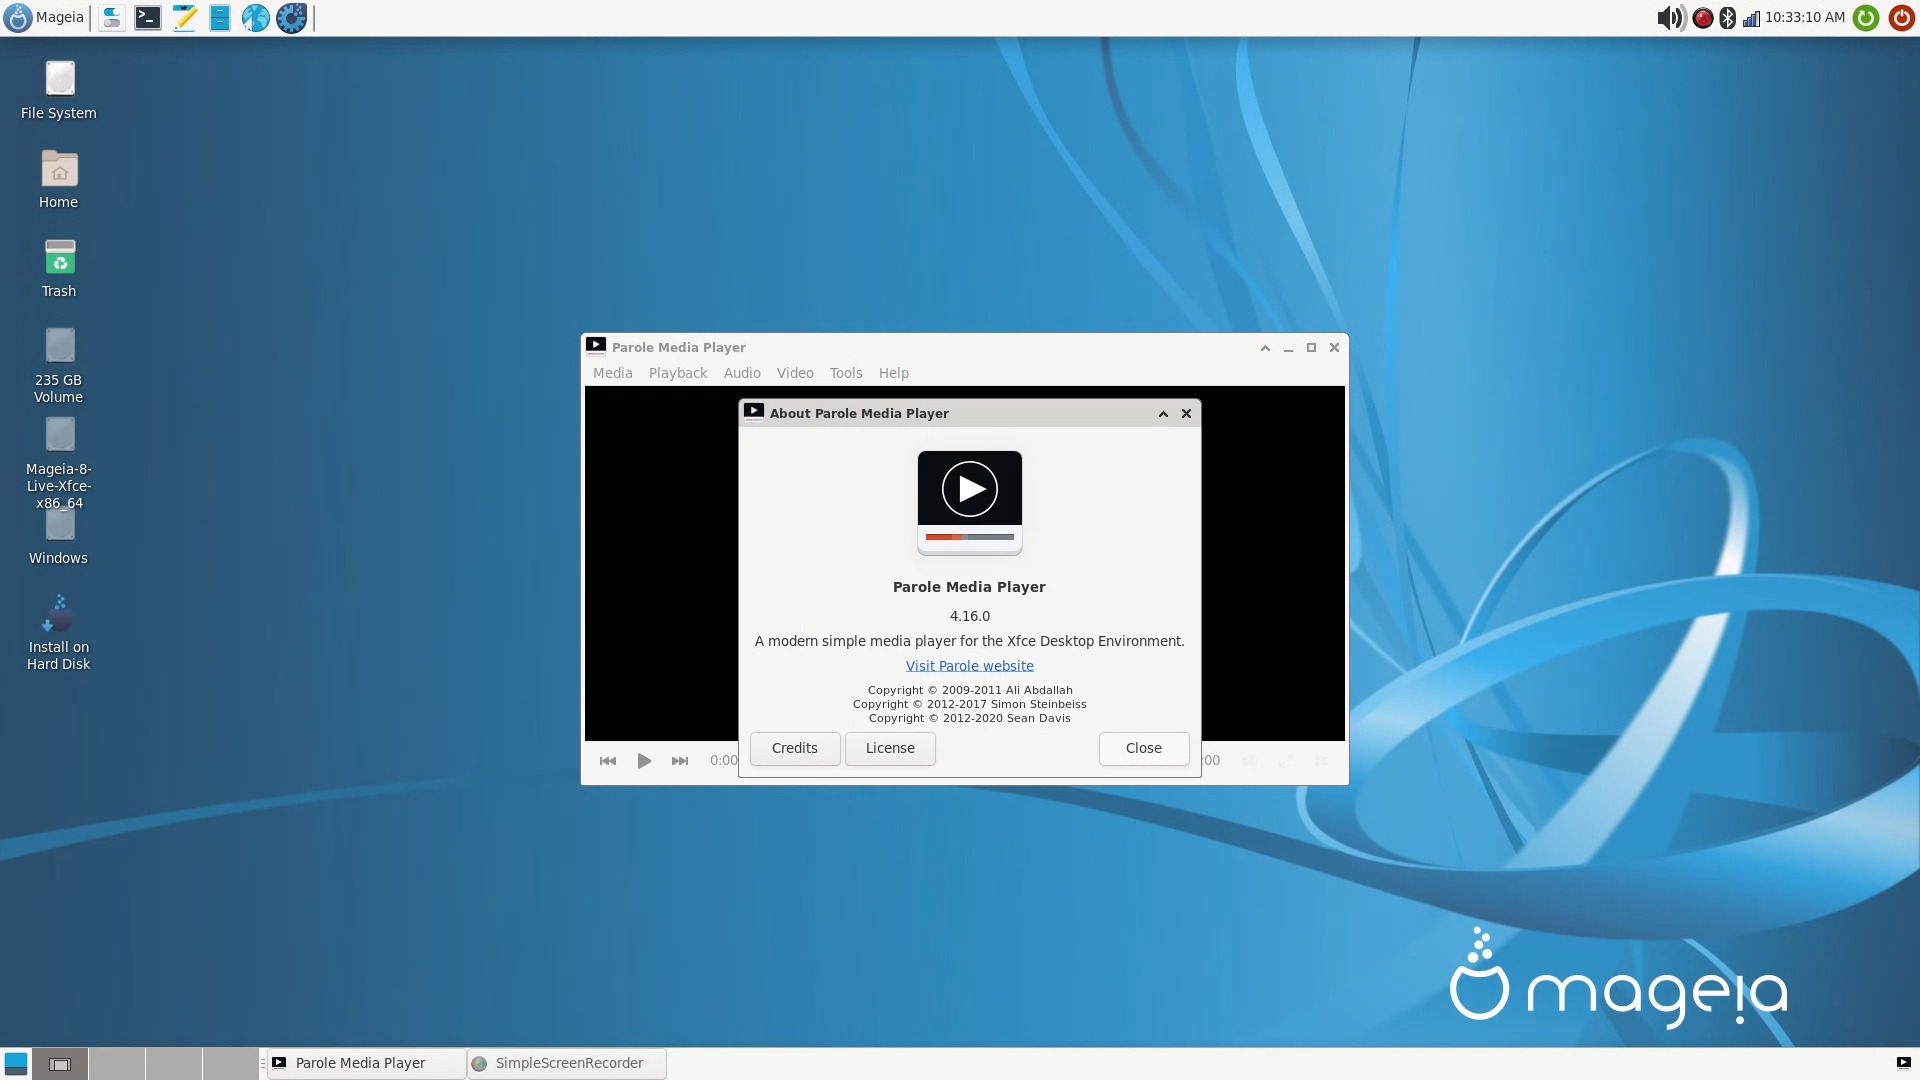 Mageia
10:33:10 AM
File System
Home
Trash
235 GB
Volume
Mageia-8-
Live-Xfce-
x86_64
Windows
Install on
Hard Disk
Parole Media Player
Media Playback Audio Video Tools Help
About Parole Media Player
Parole Media Player
4.16.0
A modern simple media player for the Xfce Desktop Environment.
Visit Parole website
Copyright © 2009-2011 Ali Abdallah
Copyright © 2012-2017 Simon Steinbeiss
Copyright © 2012-2020 Sean Davis
Credits License Close
0:00 :00
mageia
Parole Media Player SimpleScreenRecorder